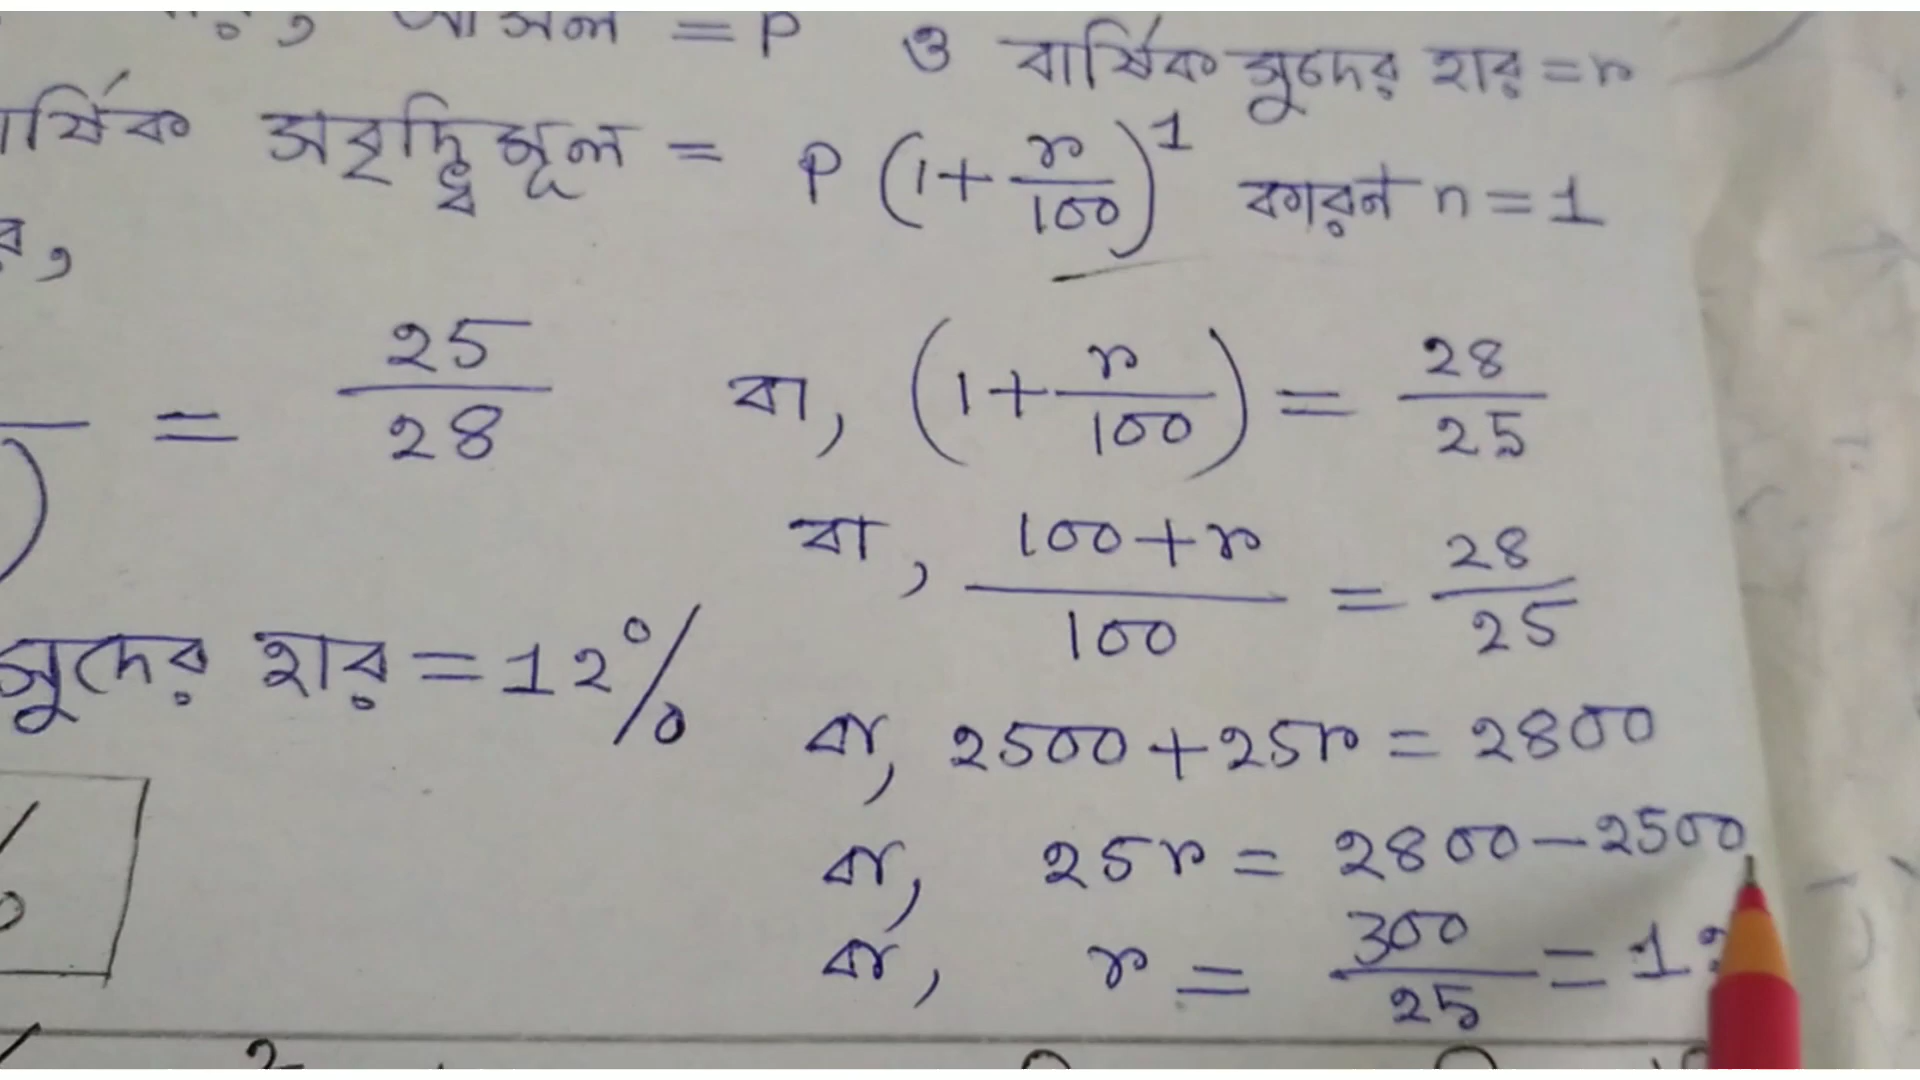 আসল = P ও বার্ষিক সুদের হার = r
র্ষিক সবৃদ্ধিমূল = P (1 + r/100)^1 কারন n = 1
র,
) = 25/28 বা, (1 + r/100) = 28/25
বা, (100 + r)/100 = 28/25
সুদের হার = 12%
বা, 2500 + 25r = 2800
বা, 25r = 2800 - 2500
%
বা, r = 300/25 = 1